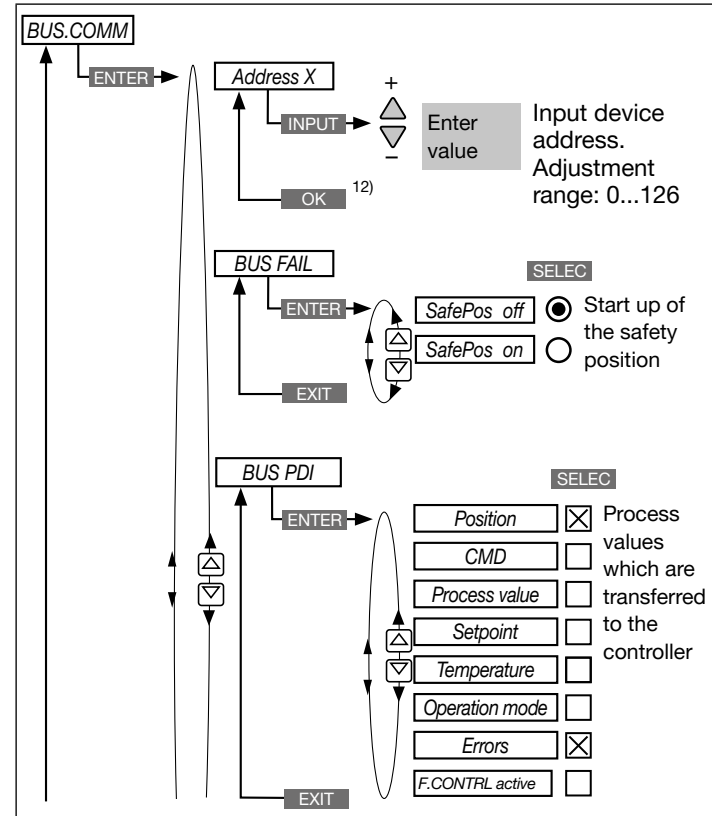 BUS.COMM
ENTER
Address X
INPUT
+
−
Enter
value
Input device
address.
Adjustment
range: 0...126
OK 12)
BUS FAIL
SELEC
ENTER
SafePos off
SafePos on
Start up of
the safety
position
EXIT
BUS PDI
SELEC
ENTER
Position
CMD
Process value
Setpoint
Temperature
Operation mode
Errors
F.CONTRL active
Process
values
which are
transferred
to the
controller
EXIT